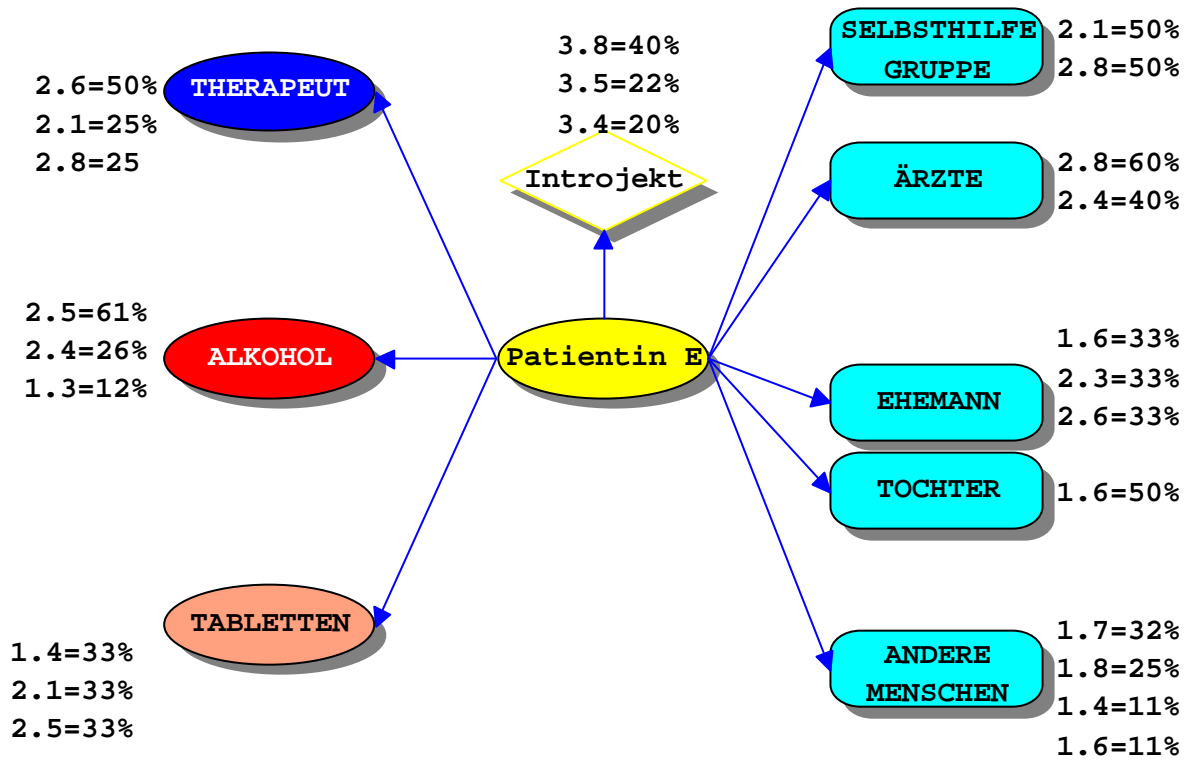 2.6=50%
2.1=25%
2.8=25
THERAPEUT
3.8=40%
3.5=22%
3.4=20%
Introjekt
SELBSTHILFE
GRUPPE
2.1=50%
2.8=50%
ÄRZTE
2.8=60%
2.4=40%
2.5=61%
2.4=26%
1.3=12%
ALKOHOL
Patientin E
EHEMANN
1.6=33%
2.3=33%
2.6=33%
TOCHTER
1.6=50%
TABLETTEN
1.4=33%
2.1=33%
2.5=33%
ANDERE
MENSCHEN
1.7=32%
1.8=25%
1.4=11%
1.6=11%